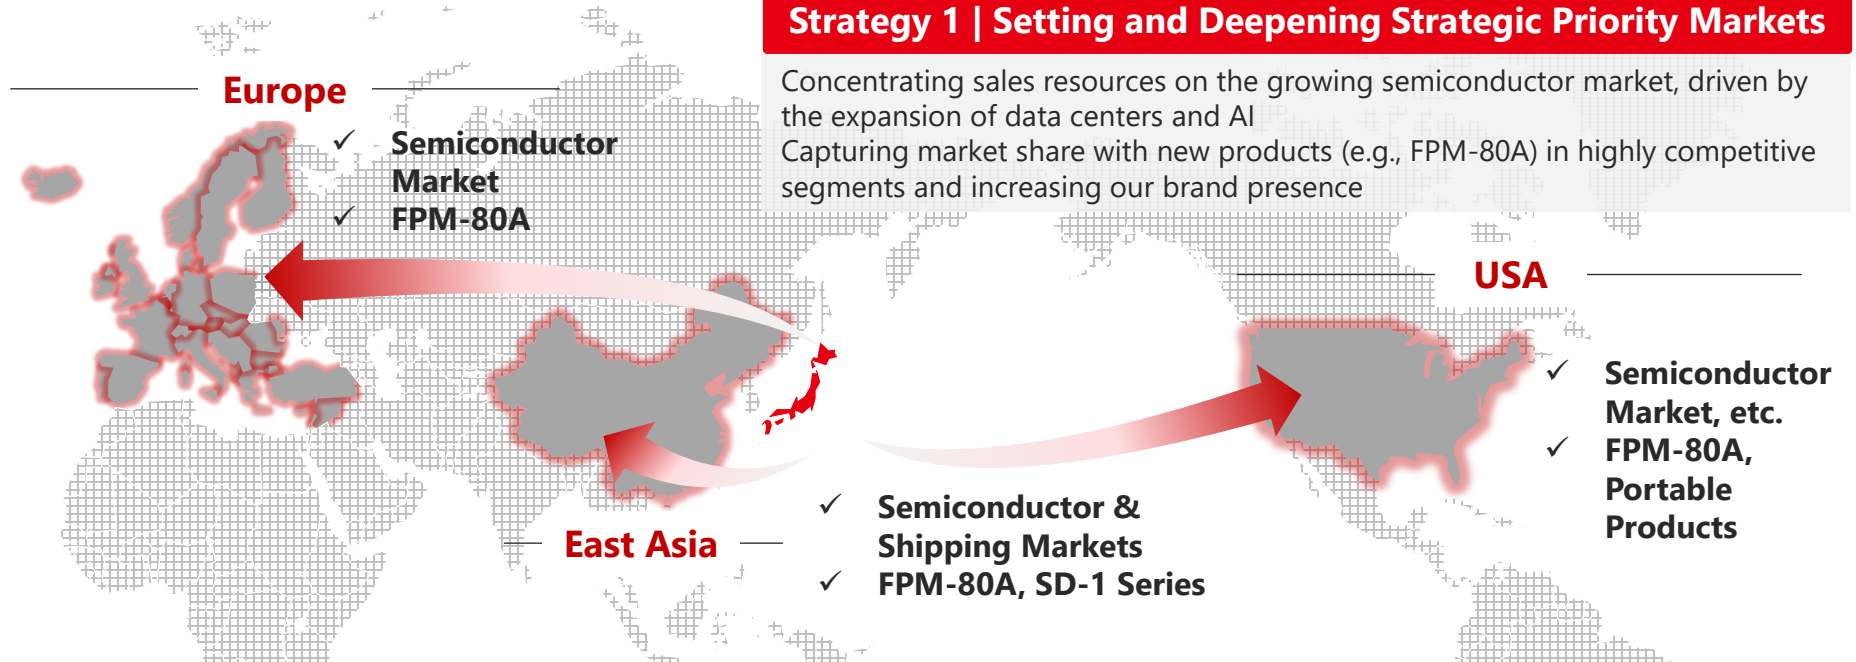 Strategy 1 | Setting and Deepening Strategic Priority Markets
Concentrating sales resources on the growing semiconductor market, driven by
the expansion of data centers and AI
Capturing market share with new products (e.g., FPM-80A) in highly competitive
segments and increasing our brand presence
Europe
✓ Semiconductor
Market
✓ FPM-80A
USA
✓ Semiconductor
Market, etc.
✓ FPM-80A,
Portable
Products
East Asia
✓ Semiconductor &
Shipping Markets
✓ FPM-80A, SD-1 Series